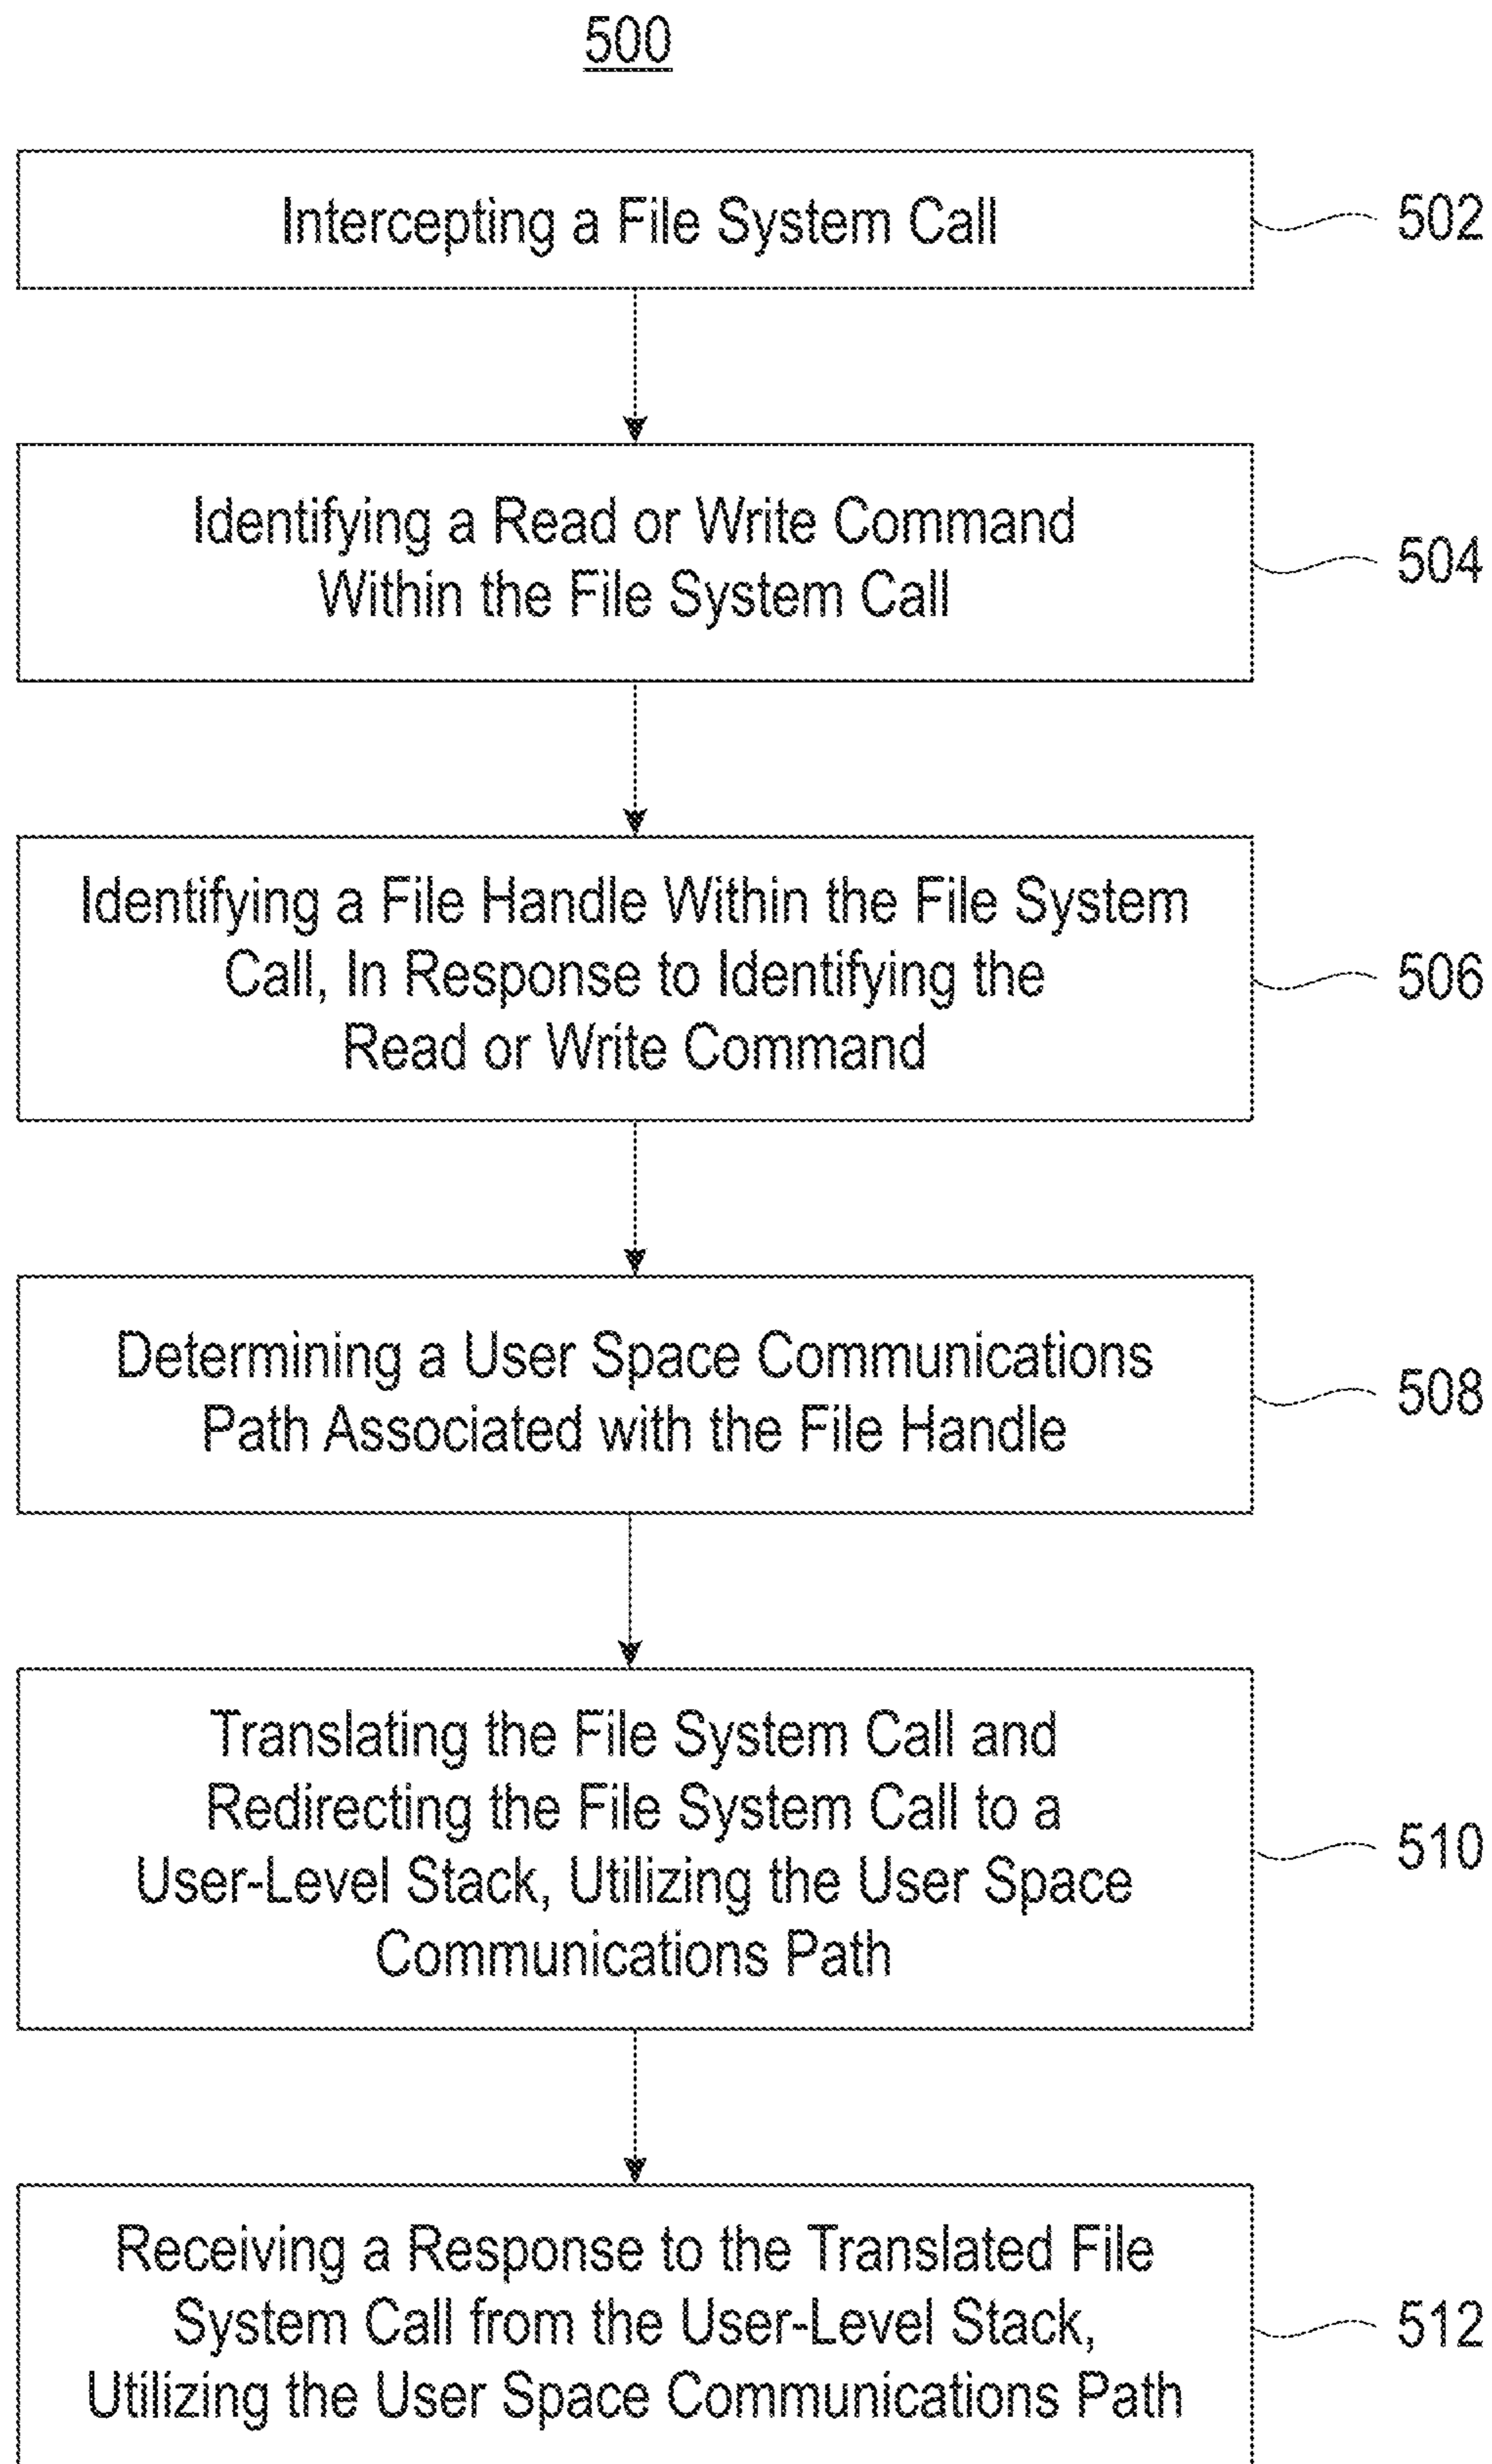 500
Intercepting a File System Call
502
Identifying a Read or Write Command
Within the File System Call
504
Identifying a File Handle Within the File System
Call, In Response to Identifying the
Read or Write Command
506
Determining a User Space Communications
Path Associated with the File Handle
508
Translating the File System Call and
Redirecting the File System Call to a
User-Level Stack, Utilizing the User Space
Communications Path
510
Receiving a Response to the Translated File
System Call from the User-Level Stack,
Utilizing the User Space Communications Path
512